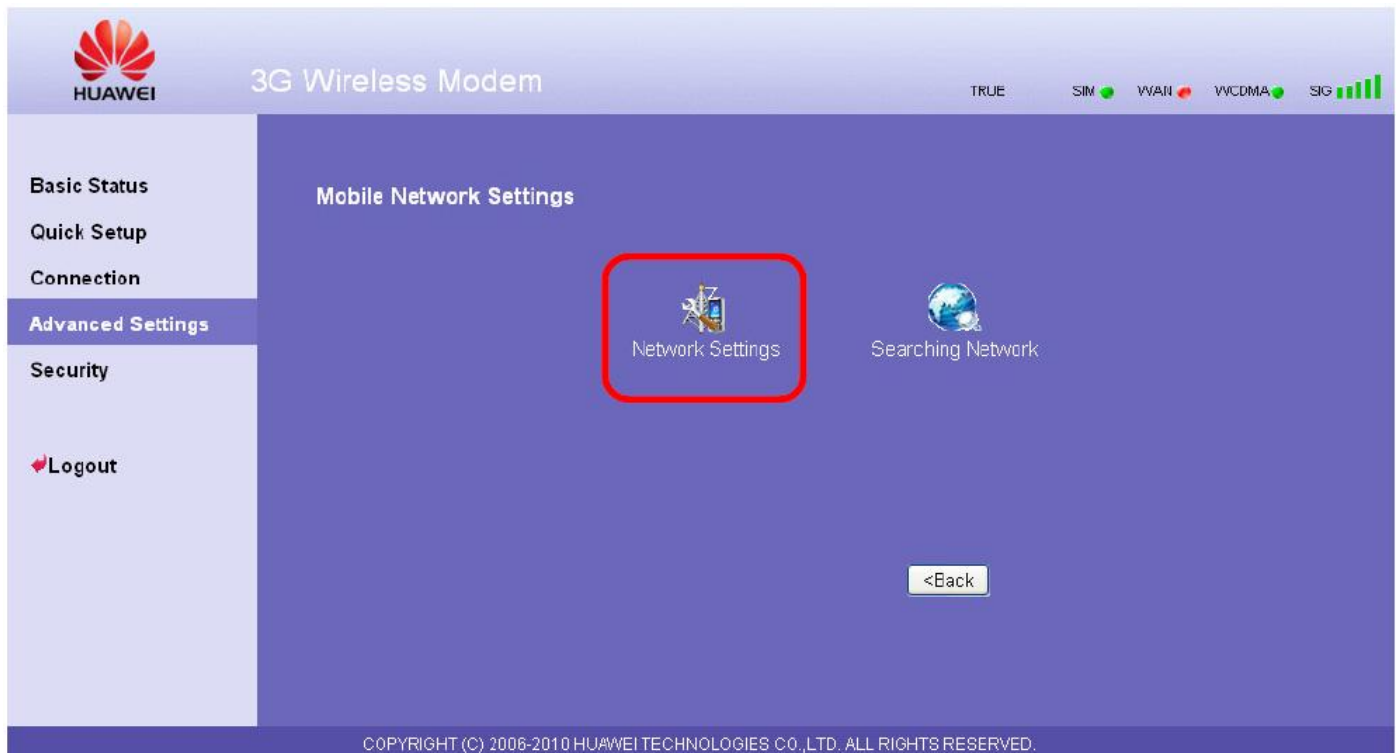 HUAWEI
3G Wireless Modem
TRUE SIM WAN WCDMA SIG
Basic Status
Quick Setup
Connection
Advanced Settings
Security
Logout
Mobile Network Settings
Network Settings
Searching Network
<Back
COPYRIGHT (C) 2006-2010 HUAWEI TECHNOLOGIES CO.,LTD. ALL RIGHTS RESERVED.